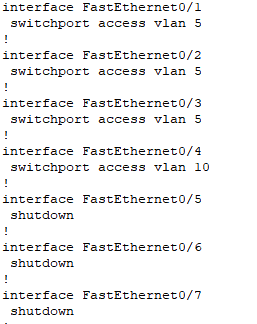 interface FastEthernet0/1
 switchport access vlan 5
!
interface FastEthernet0/2
 switchport access vlan 5
!
interface FastEthernet0/3
 switchport access vlan 5
!
interface FastEthernet0/4
 switchport access vlan 10
!
interface FastEthernet0/5
 shutdown
!
interface FastEthernet0/6
 shutdown
!
interface FastEthernet0/7
 shutdown
!